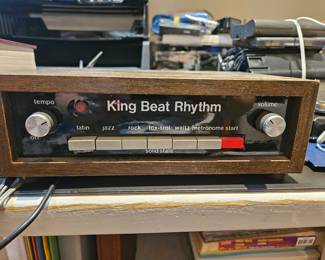 King Beat Rhythm
tempo
volume
latin jazz rock fox-trot waltz metronome start
off
solid state